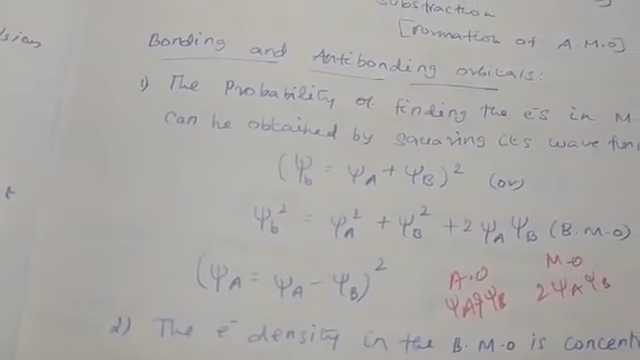 substraction
[Formation of A.M.O]
Bonding and Antibonding orbitals:
1) The Probability of finding the e⁻s in M
Can be obtained by squaring its wave func
(Ψb = ΨA + ΨB)² (or)
Ψb² = ΨA² + ΨB² + 2ΨAΨB (B.M.O)
(ΨA = ΨA − ΨB)²
A.O M.O
2ΨAΨB
2) The e⁻ density in the B.M.O is concent